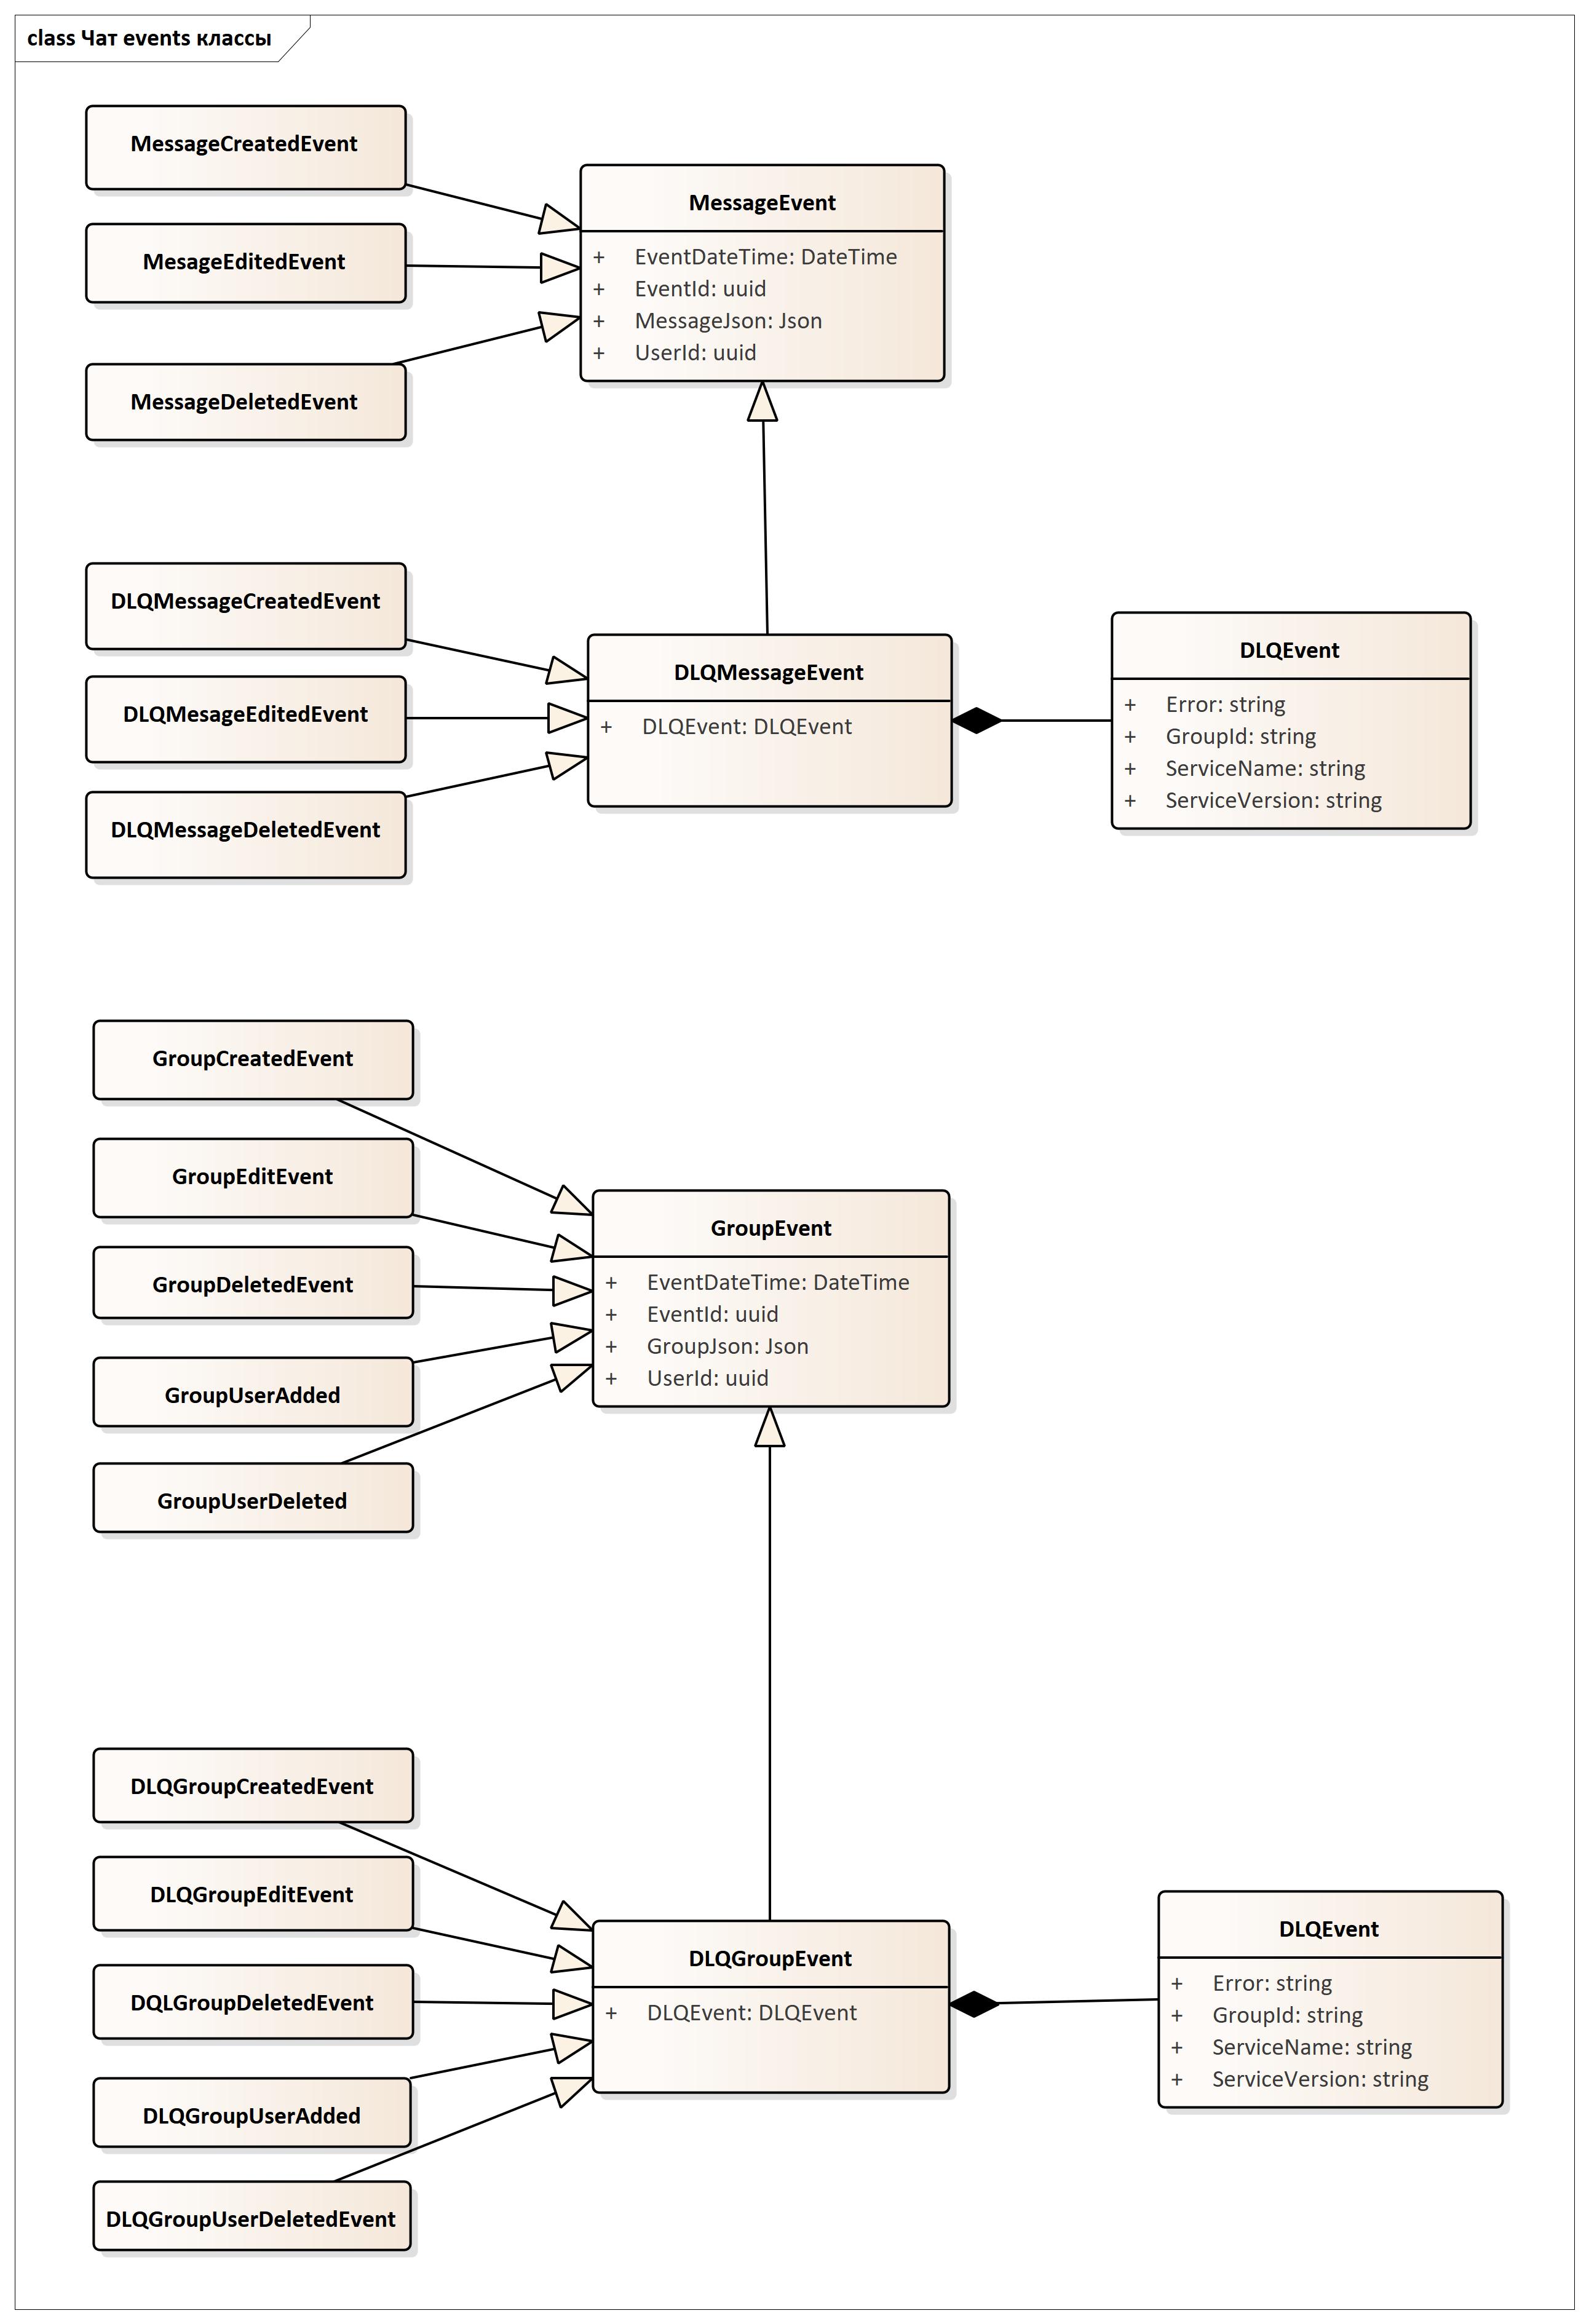 class Чат events классы
MessageCreatedEvent
MesageEditedEvent
MessageDeletedEvent
MessageEvent
+ EventDateTime: DateTime
+ EventId: uuid
+ MessageJson: Json
+ UserId: uuid
DLQMessageCreatedEvent
DLQMesageEditedEvent
DLQMessageDeletedEvent
DLQMessageEvent
+ DLQEvent: DLQEvent
DLQEvent
+ Error: string
+ GroupId: string
+ ServiceName: string
+ ServiceVersion: string
GroupCreatedEvent
GroupEditEvent
GroupDeletedEvent
GroupUserAdded
GroupUserDeleted
GroupEvent
+ EventDateTime: DateTime
+ EventId: uuid
+ GroupJson: Json
+ UserId: uuid
DLQGroupCreatedEvent
DLQGroupEditEvent
DQLGroupDeletedEvent
DLQGroupUserAdded
DLQGroupUserDeletedEvent
DLQGroupEvent
+ DLQEvent: DLQEvent
DLQEvent
+ Error: string
+ GroupId: string
+ ServiceName: string
+ ServiceVersion: string